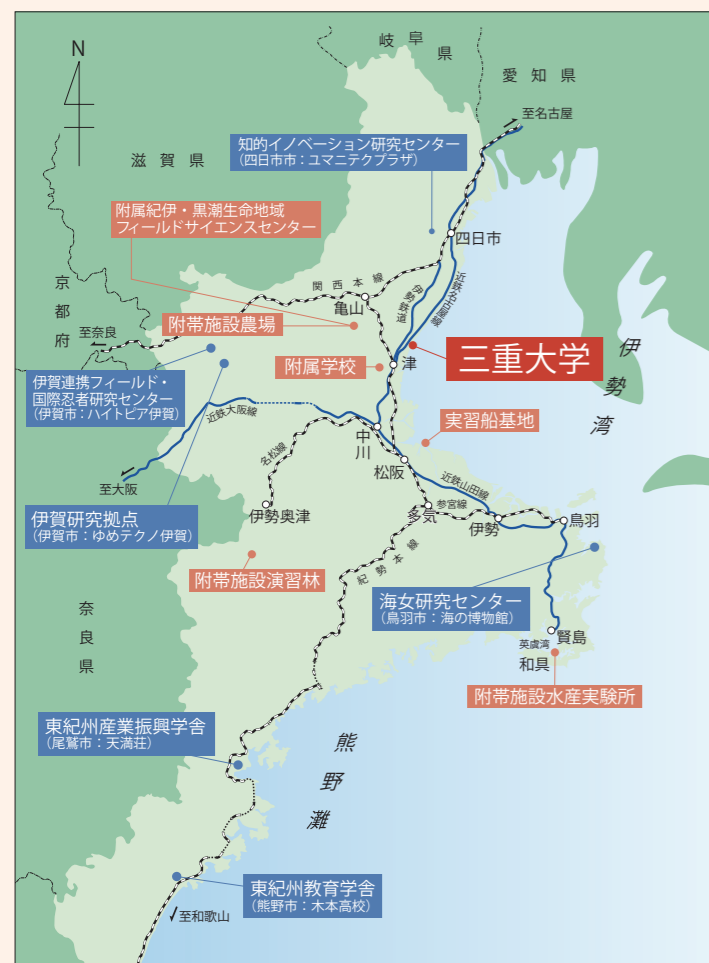 岐阜県
愛知県
N
至名古屋
滋賀県
知的イノベーション研究センター
(四日市市:ユマニテクプラザ)
附属紀伊・黒潮生命地域
フィールドサイエンスセンター
四日市
京都府
関西本線
伊勢鉄道
近鉄名古屋線
亀山
至奈良
附帯施設農場
三重大学
伊勢湾
附属学校
津
伊賀連携フィールド・
国際忍者研究センター
(伊賀市:ハイトピア伊賀)
近鉄大阪線
中川
実習船基地
名松線
松阪
至大阪
近鉄山田線
伊勢奥津
多気
参宮線
伊勢
鳥羽
伊賀研究拠点
(伊賀市:ゆめテクノ伊賀)
紀勢本線
附帯施設演習林
海女研究センター
(鳥羽市:海の博物館)
奈良県
賢島
英虞湾
和具
附帯施設水産実験所
東紀州産業振興学舎
(尾鷲市:天満荘)
熊野灘
東紀州教育学舎
(熊野市:木本高校)
至和歌山